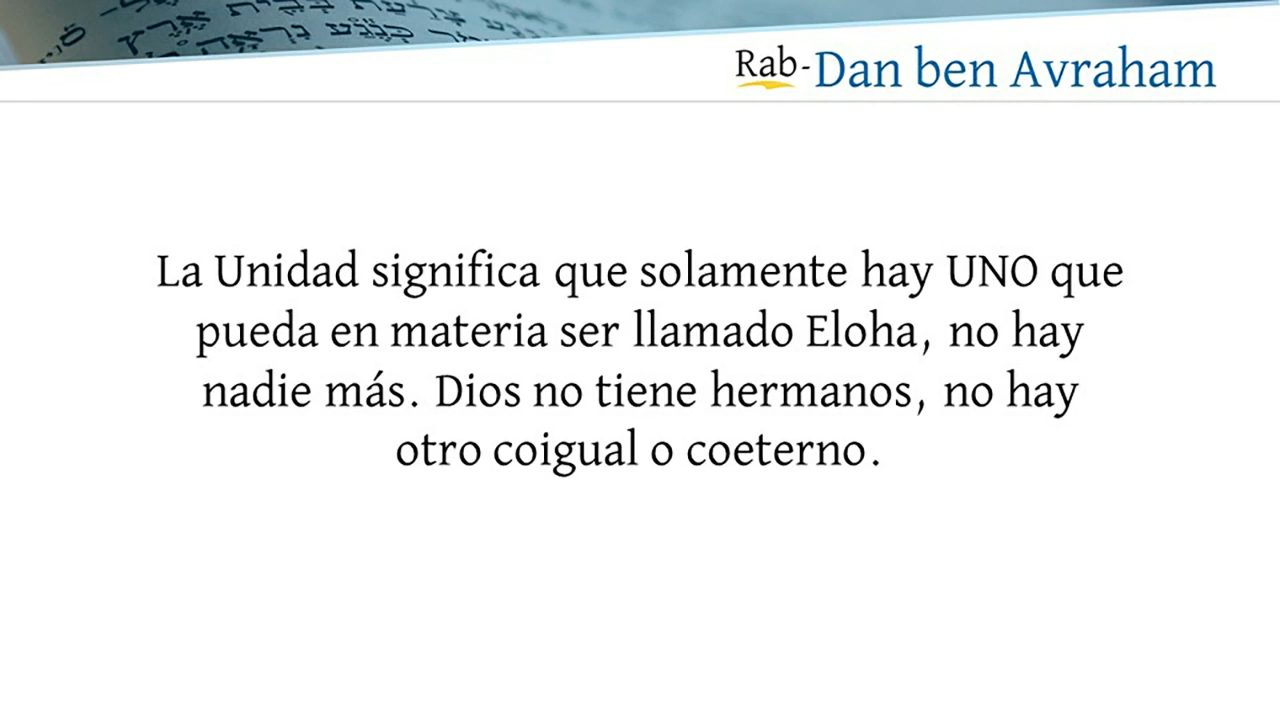 Rab-Dan ben Avraham
La Unidad significa que solamente hay UNO que
pueda en materia ser llamado Eloha, no hay
nadie más. Dios no tiene hermanos, no hay
otro coigual o coeterno.